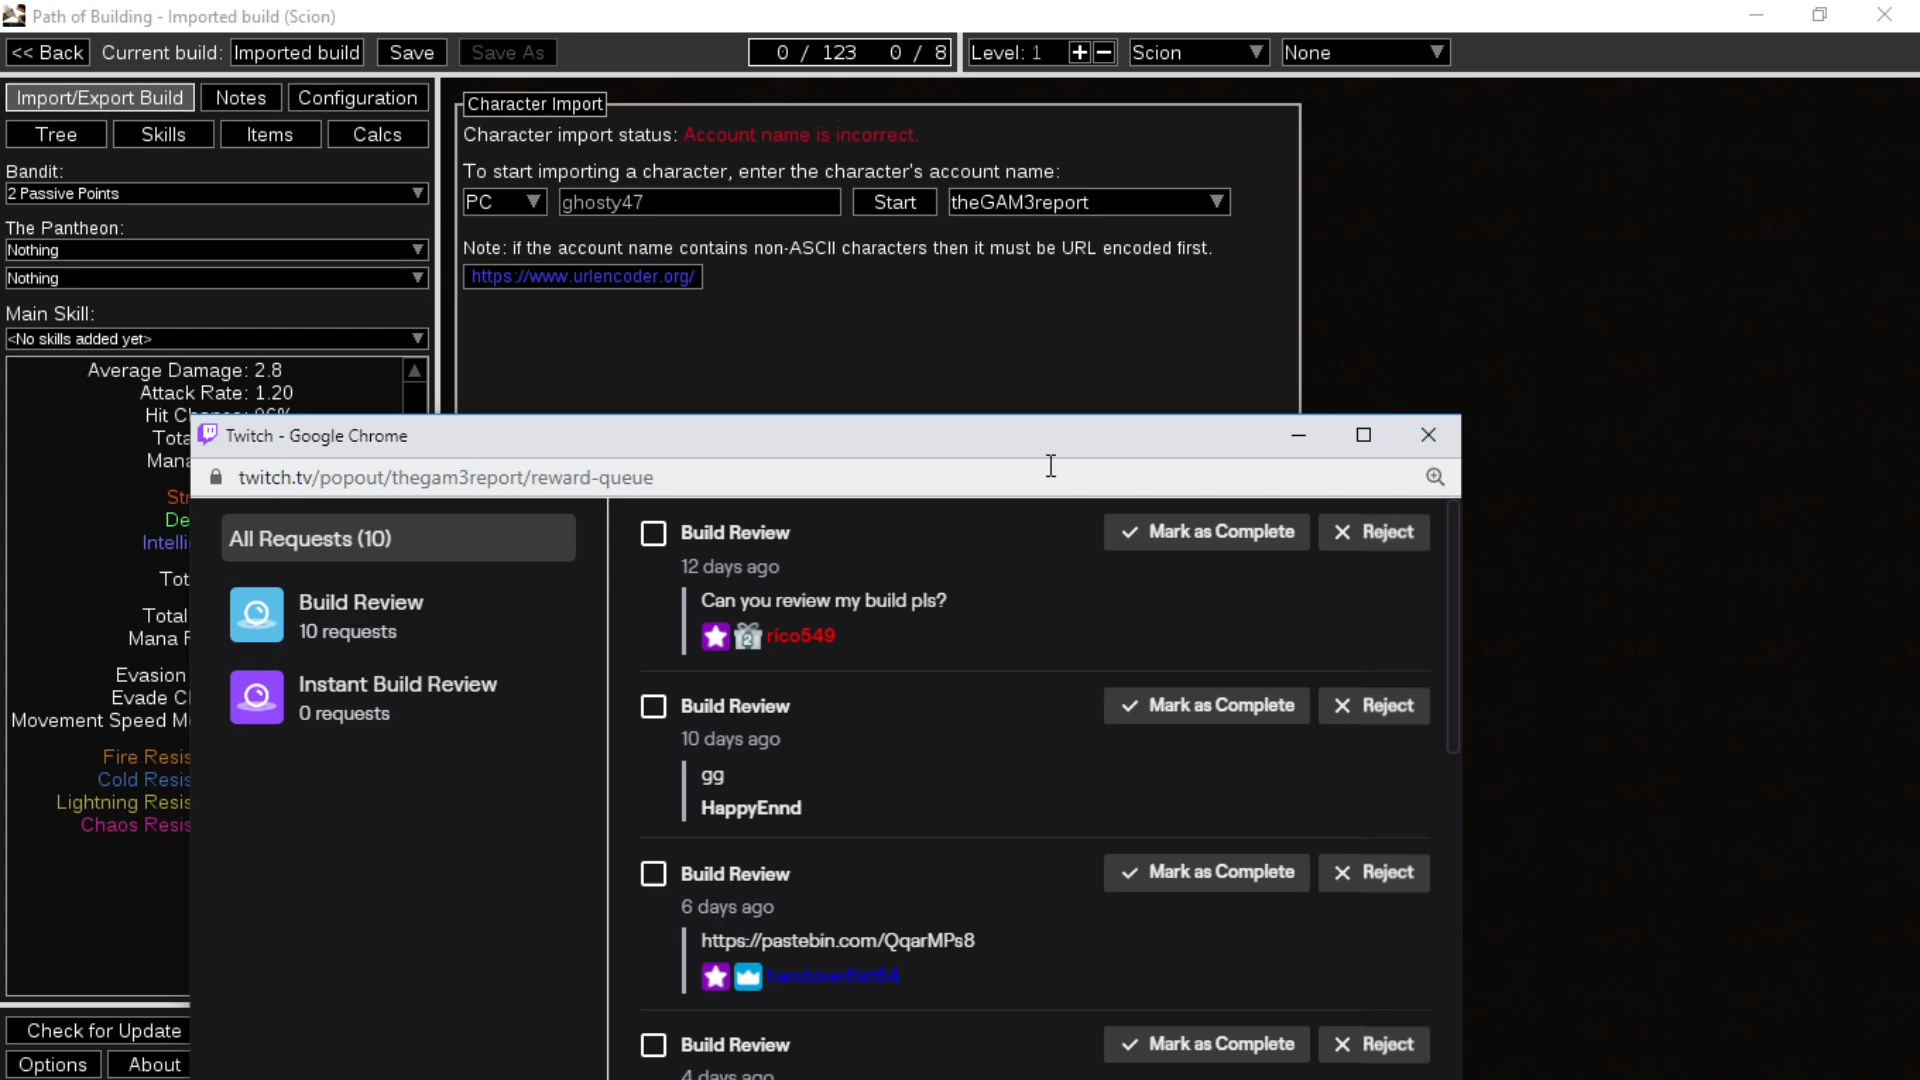 Path of Building - Imported build (Scion)
<< Back Current build: Imported build Save Save As 0 / 123 0 / 8 Level: 1 + - Scion None
Import/Export Build Notes Configuration
Tree Skills Items Calcs
Bandit:
2 Passive Points
The Pantheon:
Nothing
Nothing
Main Skill:
<No skills added yet>
Average Damage: 2.8
Attack Rate: 1.20
Character Import
Character import status: Account name is incorrect.
To start importing a character, enter the character's account name:
PC ghosty47 Start theGAM3report
Note: if the account name contains non-ASCII characters then it must be URL encoded first.
https://www.urlencoder.org/
Hit
Mana
Total
Mana
Evasion
Movement Speed
Fire
Cold
Lightning
Chaos
Check for Update
Options About
Twitch - Google Chrome
twitch.tv/popout/thegam3report/reward-queue
All Requests (10)
Build Review
10 requests
Instant Build Review
0 requests
Build Review Mark as Complete Reject
12 days ago
Can you review my build pls?
2 rico549
Build Review Mark as Complete Reject
10 days ago
gg
HappyEnnd
Build Review Mark as Complete Reject
6 days ago
https://pastebin.com/QqarMPs8
handoverfist64
Build Review Mark as Complete Reject
4 days ago